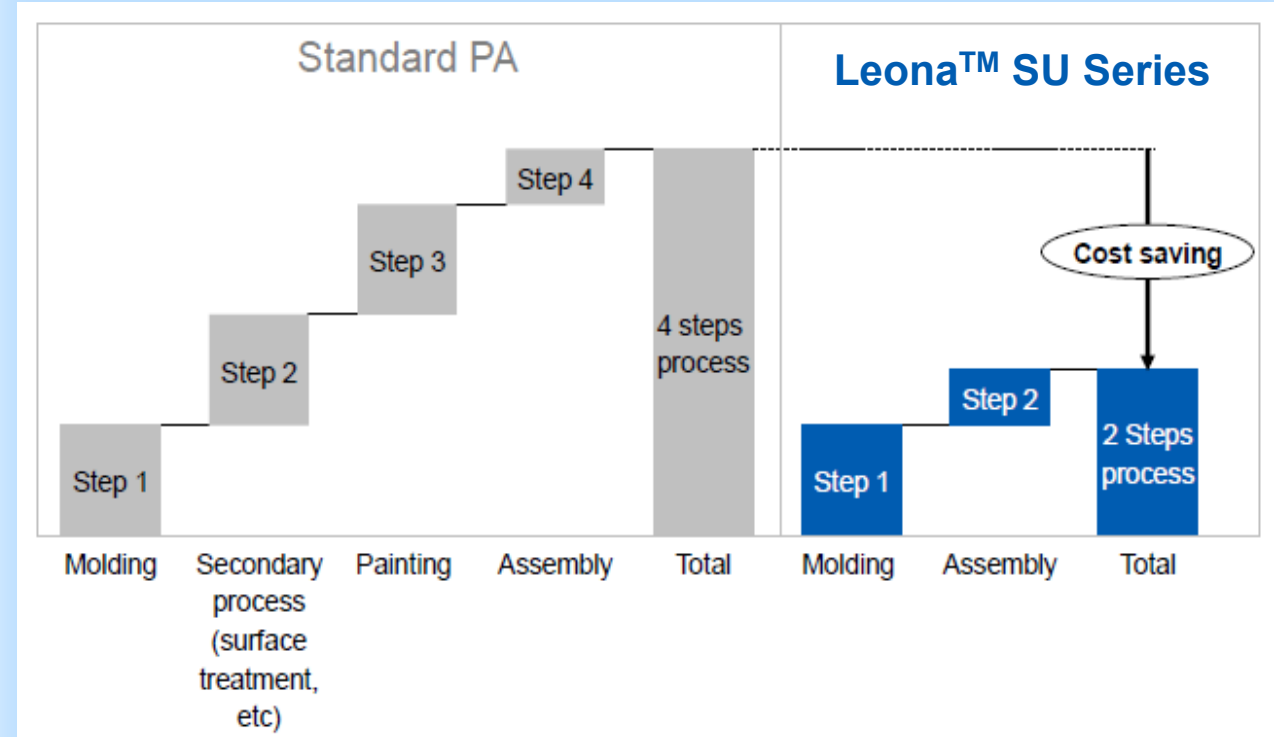 Standard PA
Leona™ SU Series
Step 4
Step 3
Cost saving
4 steps
process
Step 2
Step 2
2 Steps
process
Step 1
Step 1
Molding
Secondary
process
(surface
treatment,
etc)
Painting
Assembly
Total
Molding
Assembly
Total